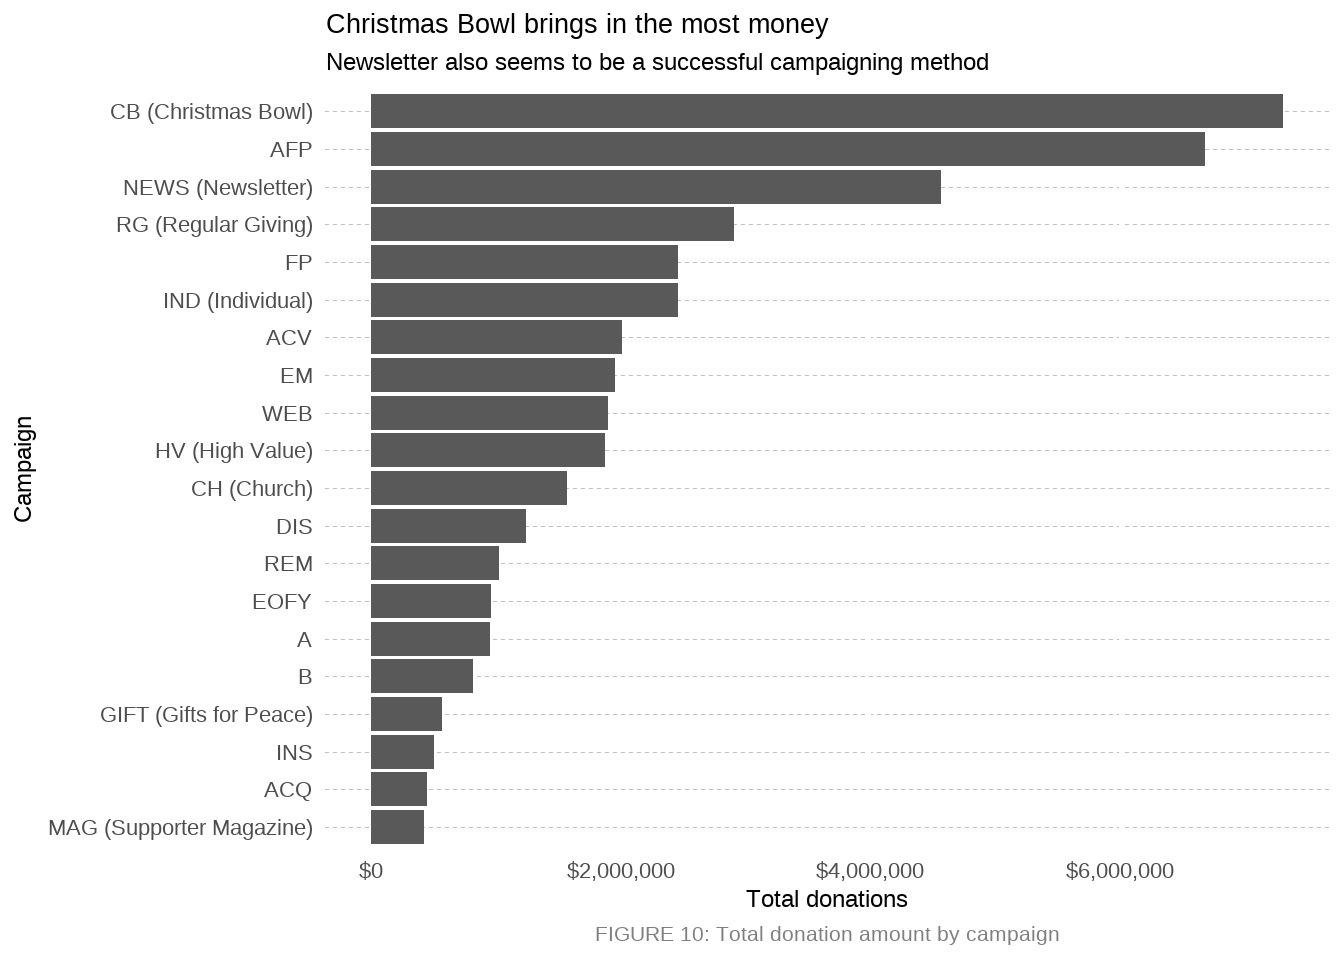 Christmas Bowl brings in the most money
Newsletter also seems to be a successful campaigning method
Campaign
CB (Christmas Bowl)
AFP
NEWS (Newsletter)
RG (Regular Giving)
FP
IND (Individual)
ACV
EM
WEB
HV (High Value)
CH (Church)
DIS
REM
EOFY
A
B
GIFT (Gifts for Peace)
INS
ACQ
MAG (Supporter Magazine)
$0 $2,000,000 $4,000,000 $6,000,000
Total donations
FIGURE 10: Total donation amount by campaign